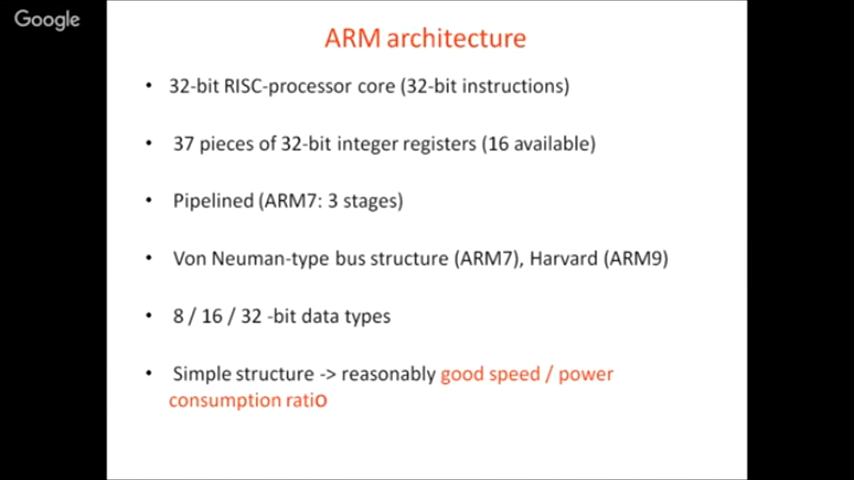 Google
ARM architecture
• 32-bit RISC-processor core (32-bit instructions)
• 37 pieces of 32-bit integer registers (16 available)
• Pipelined (ARM7: 3 stages)
• Von Neuman-type bus structure (ARM7), Harvard (ARM9)
• 8 / 16 / 32 -bit data types
• Simple structure -> reasonably good speed / power
consumption ratio